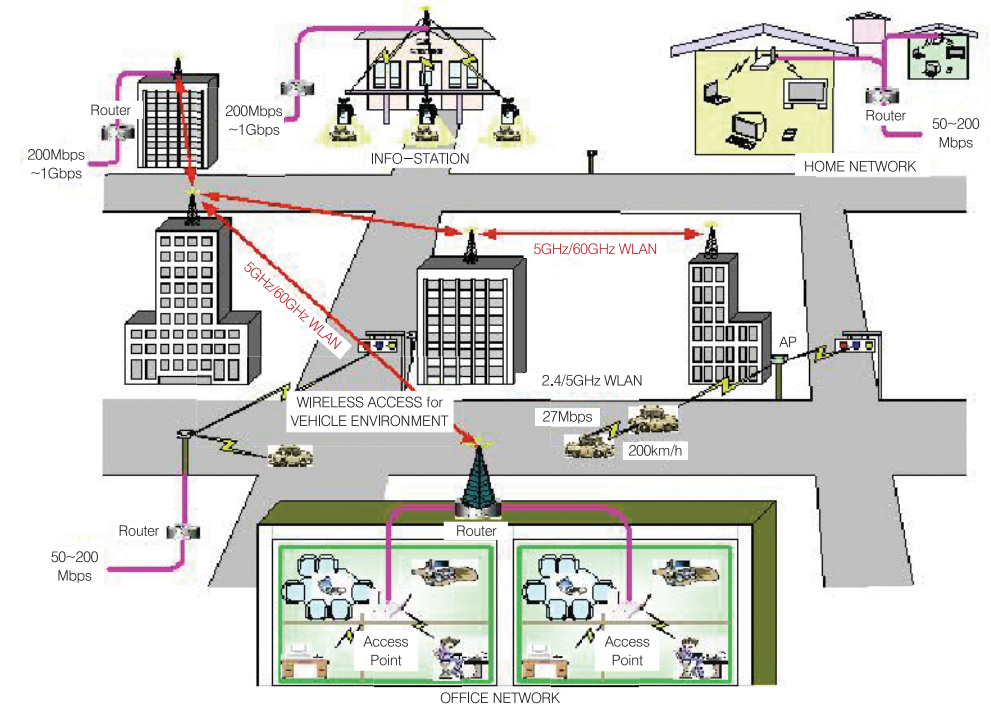 Router
200Mbps
~1Gbps
200Mbps
~1Gbps
INFO-STATION
Router
50~200
Mbps
HOME NETWORK
5GHz/60GHz WLAN
5GHz/60GHz WLAN
AP
2.4/5GHz WLAN
WIRELESS ACCESS for
VEHICLE ENVIRONMENT
27Mbps
200km/h
Router
50~200
Mbps
Router
Access
Point
Access
Point
OFFICE NETWORK